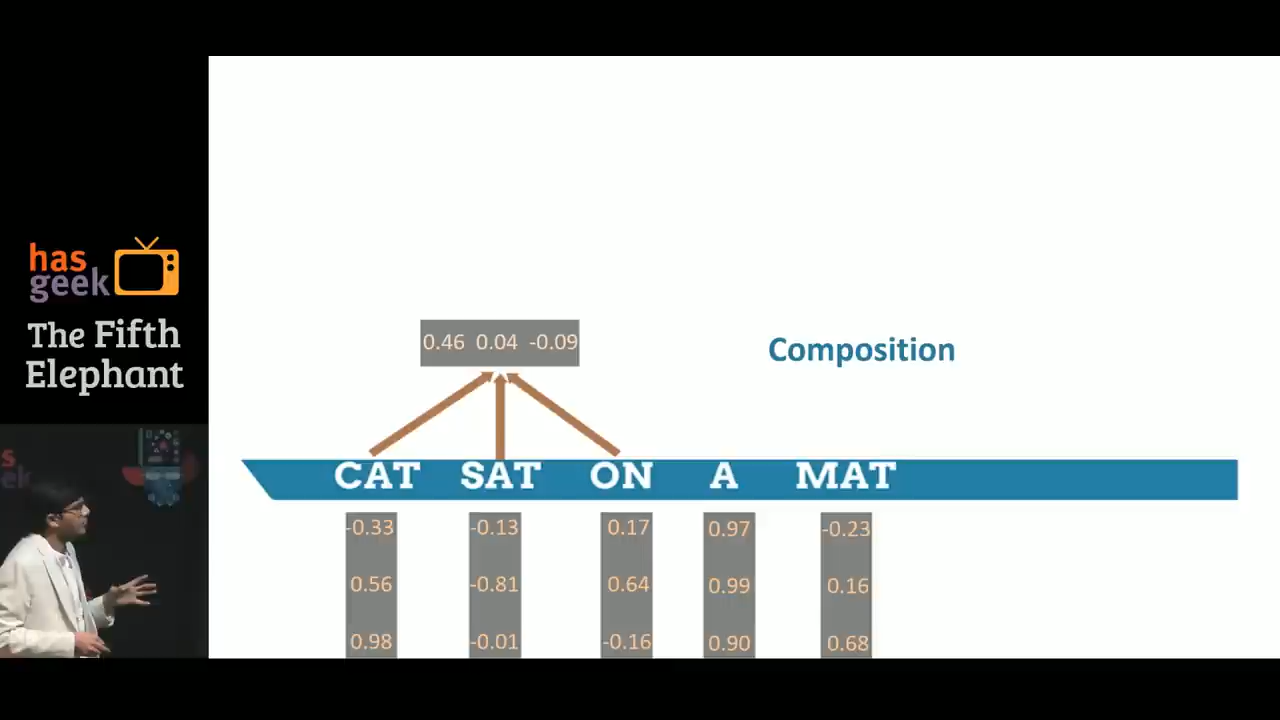 has
geek
The Fifth
Elephant
0.46 0.04 -0.09
Composition
CAT SAT ON A MAT
-0.33 -0.13 0.17 0.97 -0.23
0.56 -0.81 0.64 0.99 0.16
0.98 -0.01 -0.16 0.90 0.68
s
ek